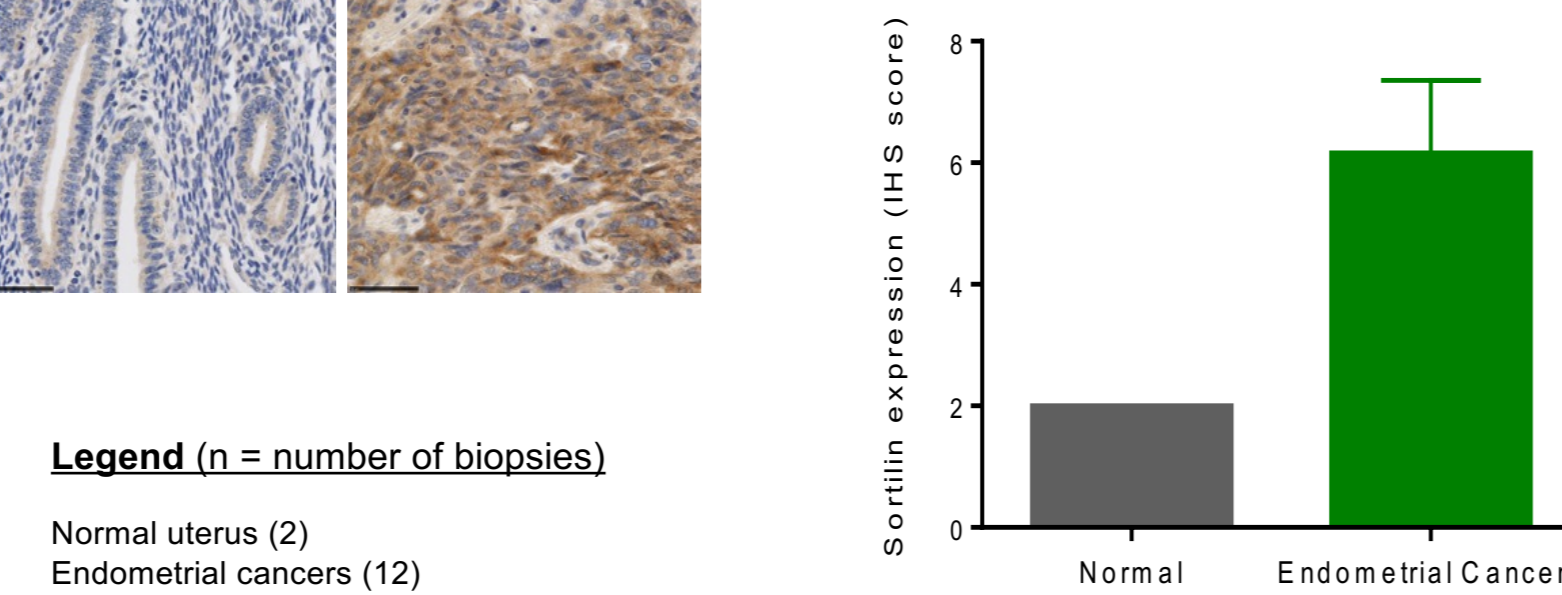 Legend (n = number of biopsies)
Normal uterus (2)
Endometrial cancers (12)
Sortilin expression (IHS score)
8
6
4
2
0
Normal
Endometrial Cancer